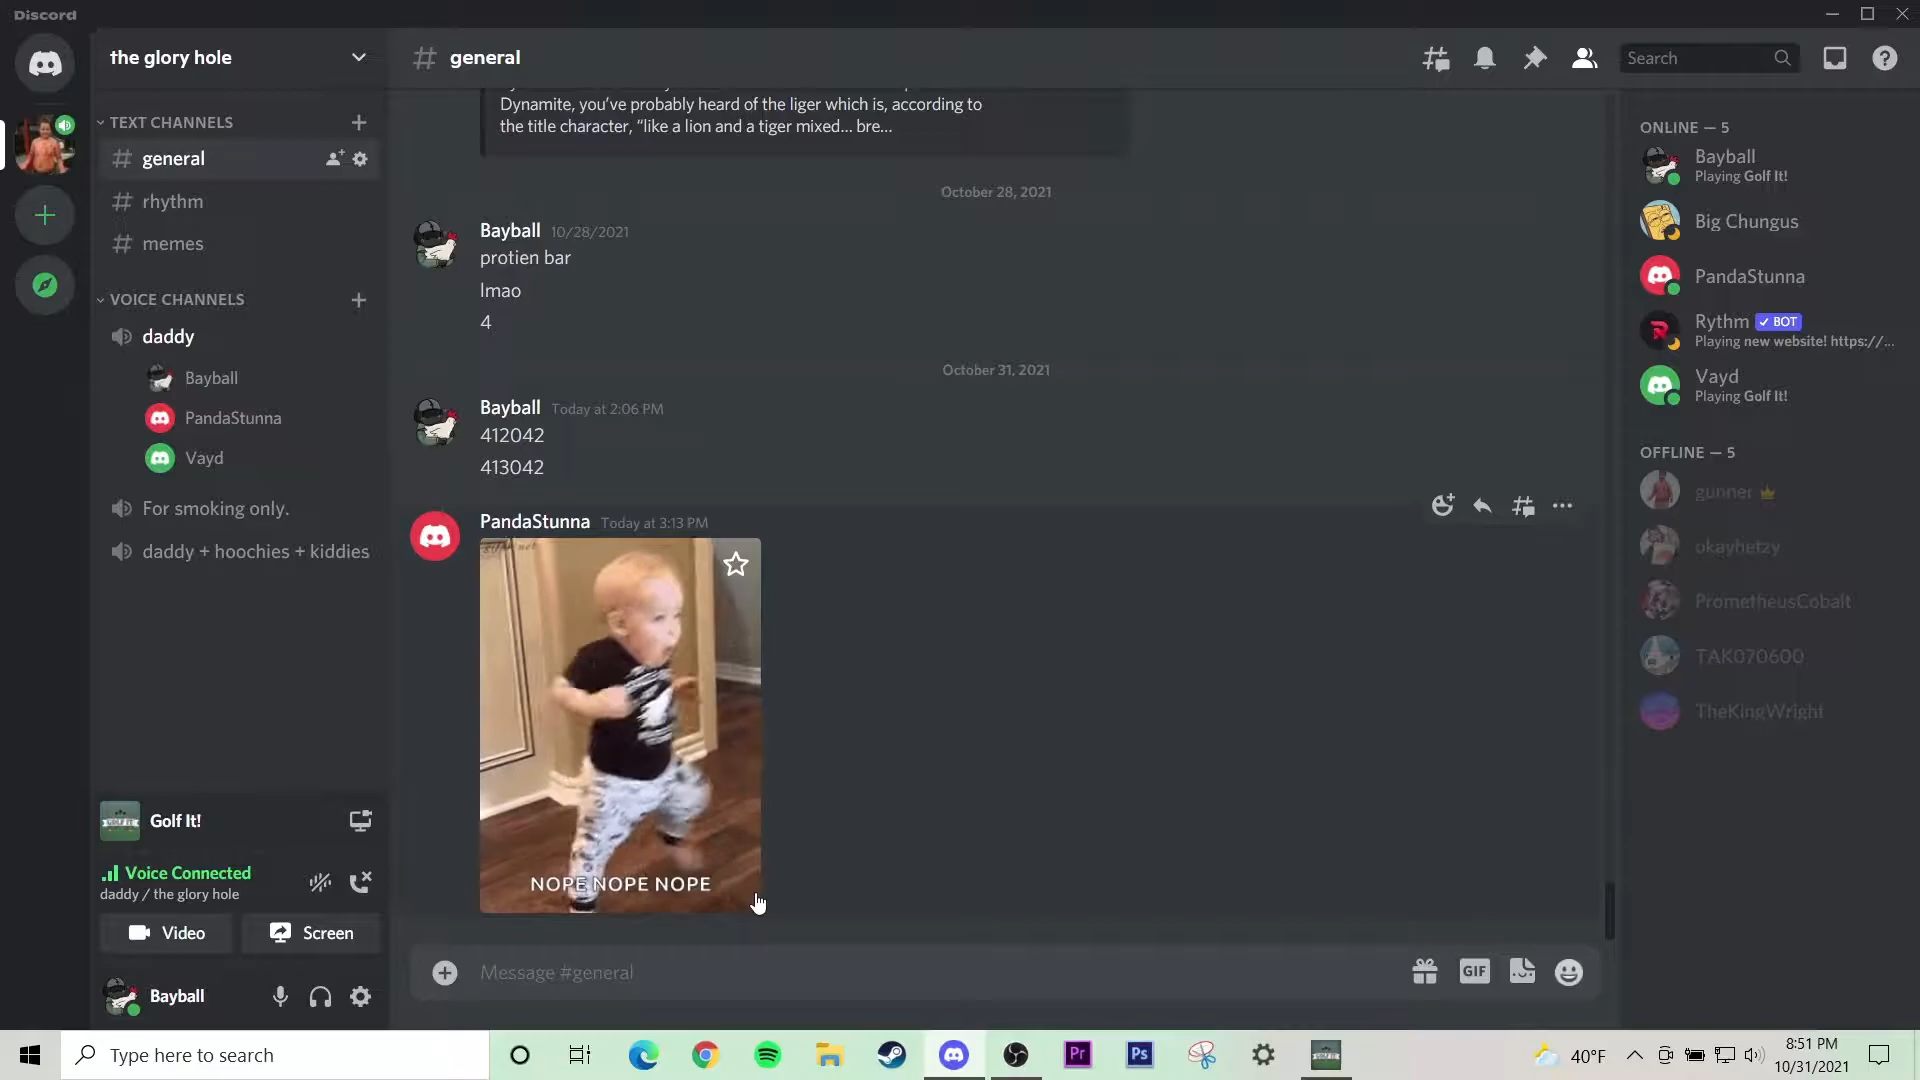 Discord
the glory hole
general
Search
TEXT CHANNELS
general
rhythm
memes
VOICE CHANNELS
daddy
Bayball
PandaStunna
Vayd
For smoking only.
daddy + hoochies + kiddies
Golf It!
Voice Connected
daddy / the glory hole
Video
Screen
Bayball
Dynamite, you've probably heard of the liger which is, according to
the title character, “like a lion and a tiger mixed... bre...
October 28, 2021
Bayball 10/28/2021
protien bar
lmao
4
October 31, 2021
Bayball Today at 2:06 PM
412042
413042
PandaStunna Today at 3:13 PM
NOPE NOPE NOPE
Message #general
GIF
ONLINE — 5
Bayball
Playing Golf It!
Big Chungus
PandaStunna
Rythm BOT
Playing new website! https://...
Vayd
Playing Golf It!
OFFLINE — 5
gunner
okayhetzy
PrometheusCobalt
TAK070600
TheKingWright
Type here to search
Pr
Ps
40°F
8:51 PM
10/31/2021